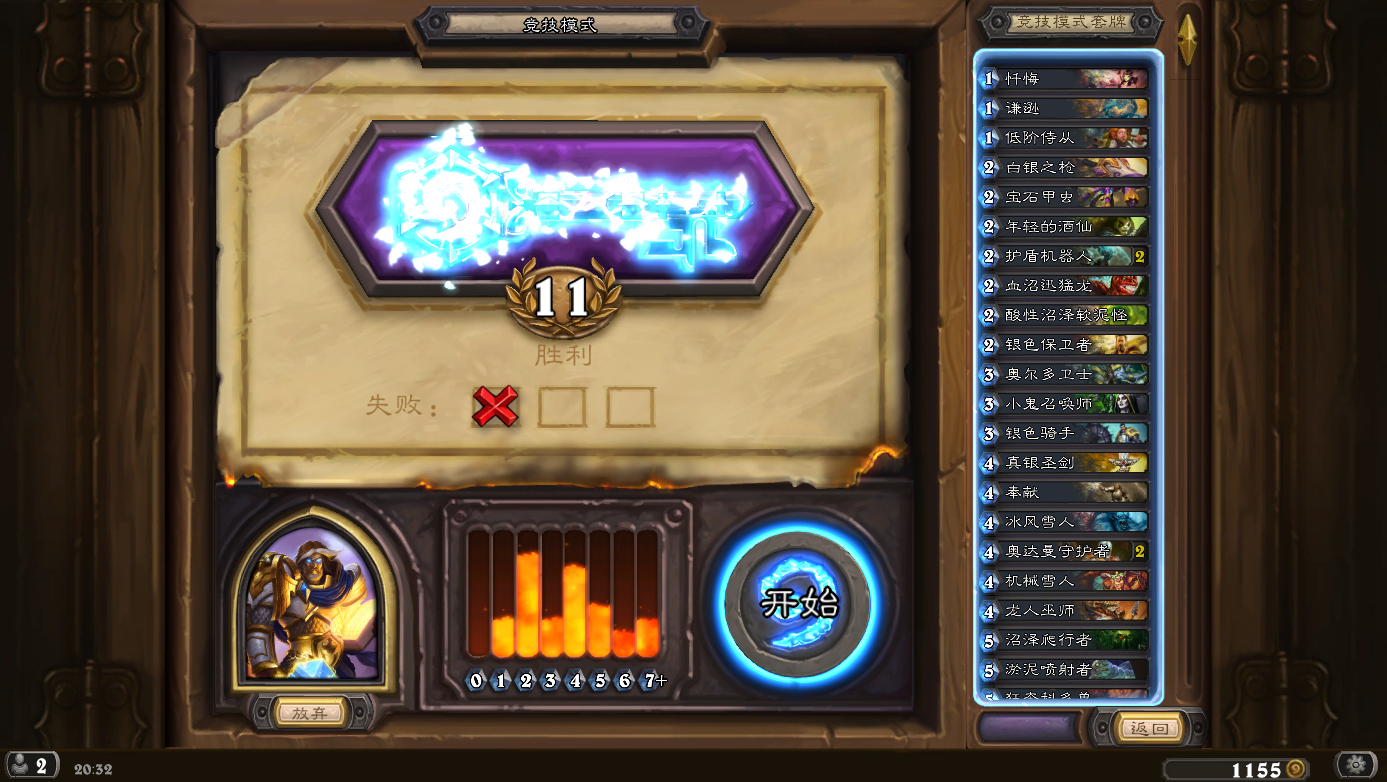 竞技模式
竞技模式套牌
11
胜利
失败：
放弃
0 1 2 3 4 5 6 7+
开始
1 忏悔
1 谦逊
1 低阶侍从
2 白银之枪
2 宝石甲虫
2 年轻的酒仙
2 护盾机器人 2
2 血沼迅猛龙
2 酸性沼泽软泥怪
2 银色保卫者
3 奥尔多卫士
3 小鬼召唤师
3 银色骑手
4 真银圣剑
4 奉献
4 冰风雪人
4 奥达曼守护者 2
4 机械雪人
4 龙人巫师
5 沼泽爬行者
5 淤泥喷射者
返回
2
20:32
1155